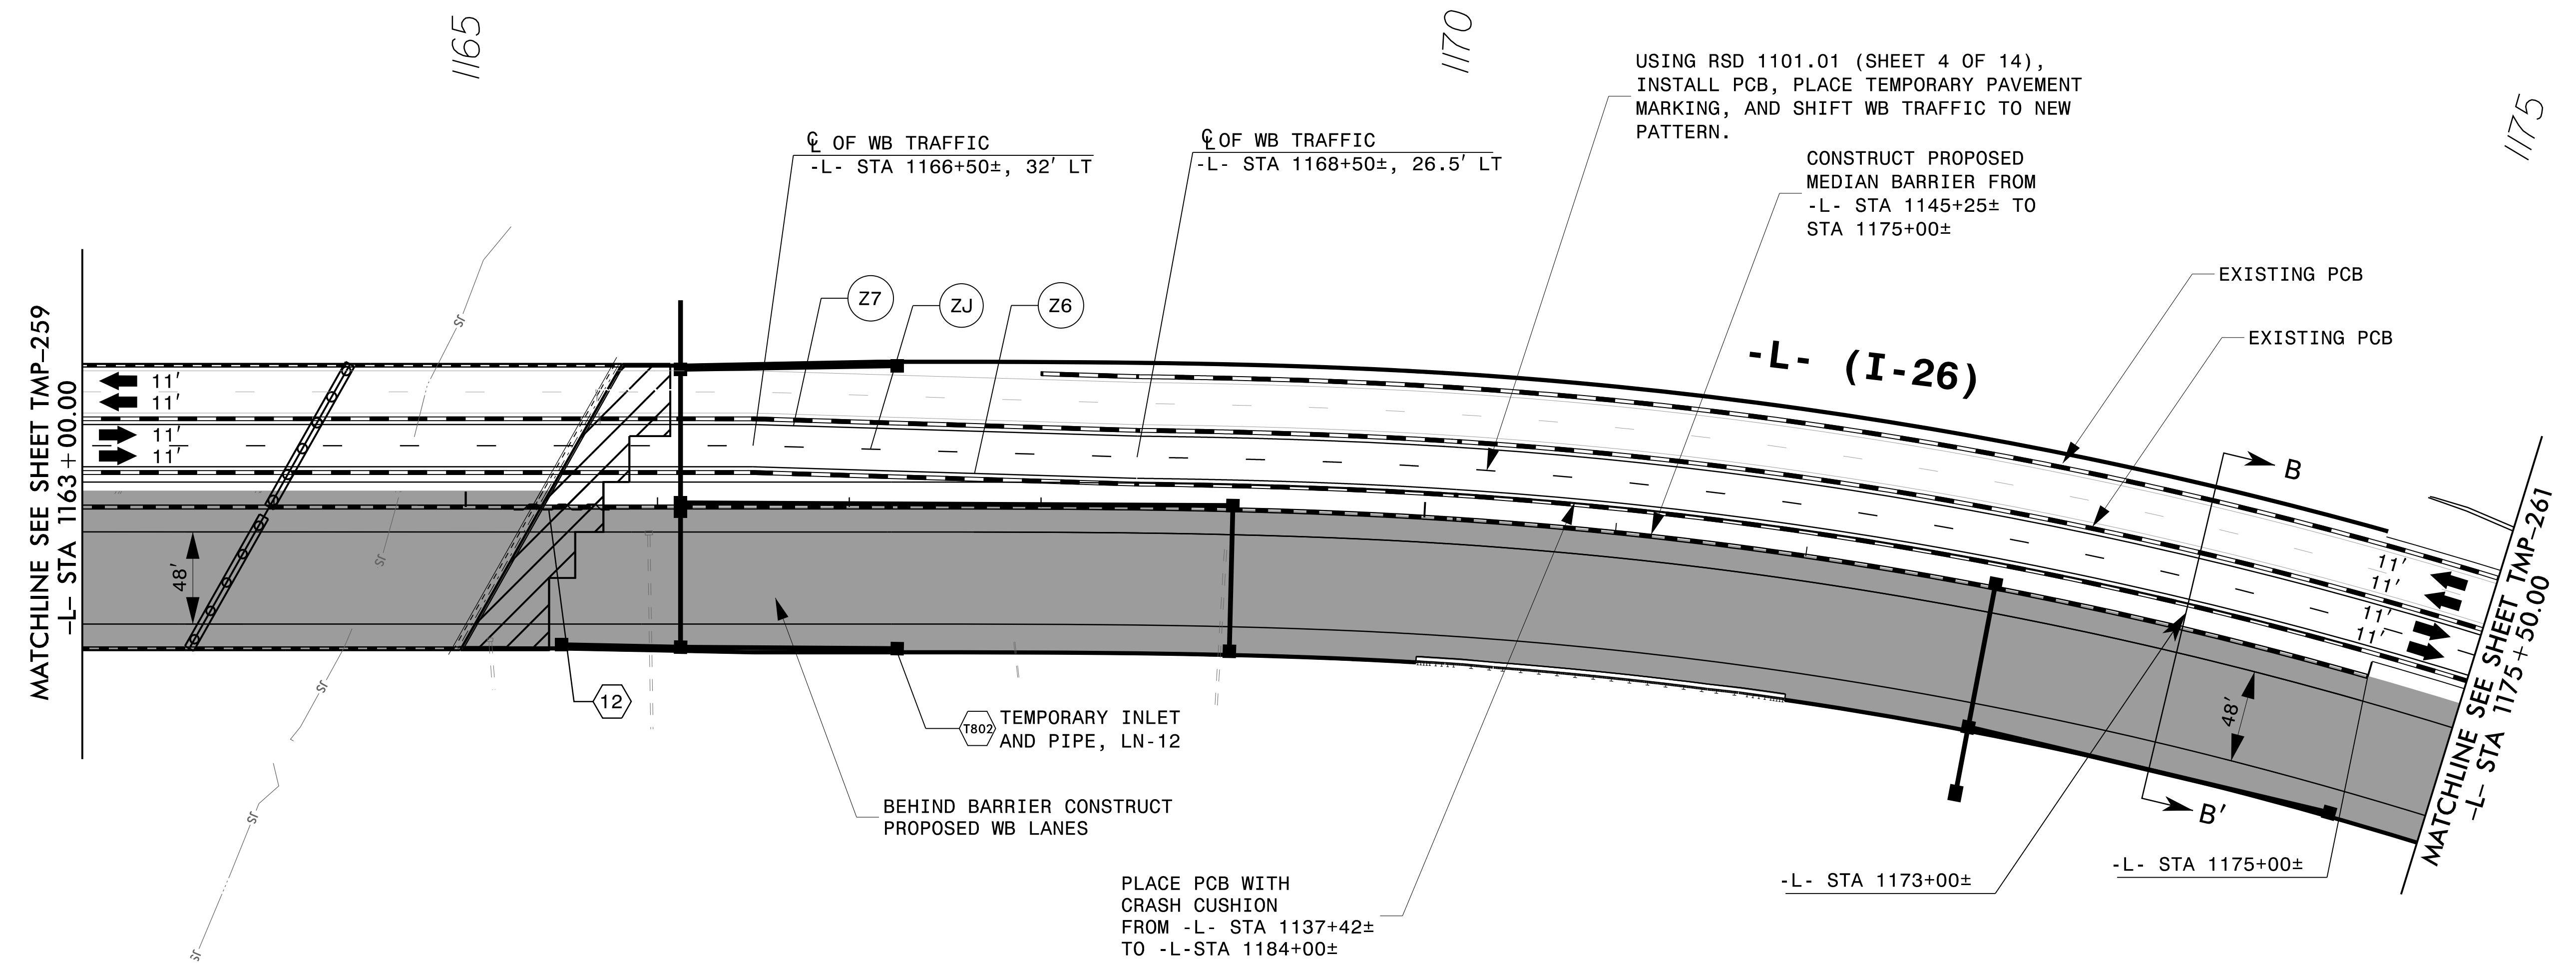 1165
1170
1175
USING RSD 1101.01 (SHEET 4 OF 14),
INSTALL PCB, PLACE TEMPORARY PAVEMENT
MARKING, AND SHIFT WB TRAFFIC TO NEW
PATTERN.
℄ OF WB TRAFFIC
-L- STA 1166+50±, 32' LT
℄ OF WB TRAFFIC
-L- STA 1168+50±, 26.5' LT
CONSTRUCT PROPOSED
MEDIAN BARRIER FROM
-L- STA 1145+25± TO
STA 1175+00±
EXISTING PCB
EXISTING PCB
Z7
ZJ
Z6
-L- (I-26)
MATCHLINE SEE SHEET TMP-259
-L- STA 1163+00.00
11'
11'
11'
11'
48'
JS
JS
JS
JS
JS
B
B'
11'
11'
11'
11'
48'
MATCHLINE SEE SHEET TMP-261
-L- STA 1175+50.00
12
T802
TEMPORARY INLET
AND PIPE, LN-12
BEHIND BARRIER CONSTRUCT
PROPOSED WB LANES
PLACE PCB WITH
CRASH CUSHION
FROM -L- STA 1137+42±
TO -L-STA 1184+00±
-L- STA 1173+00±
-L- STA 1175+00±